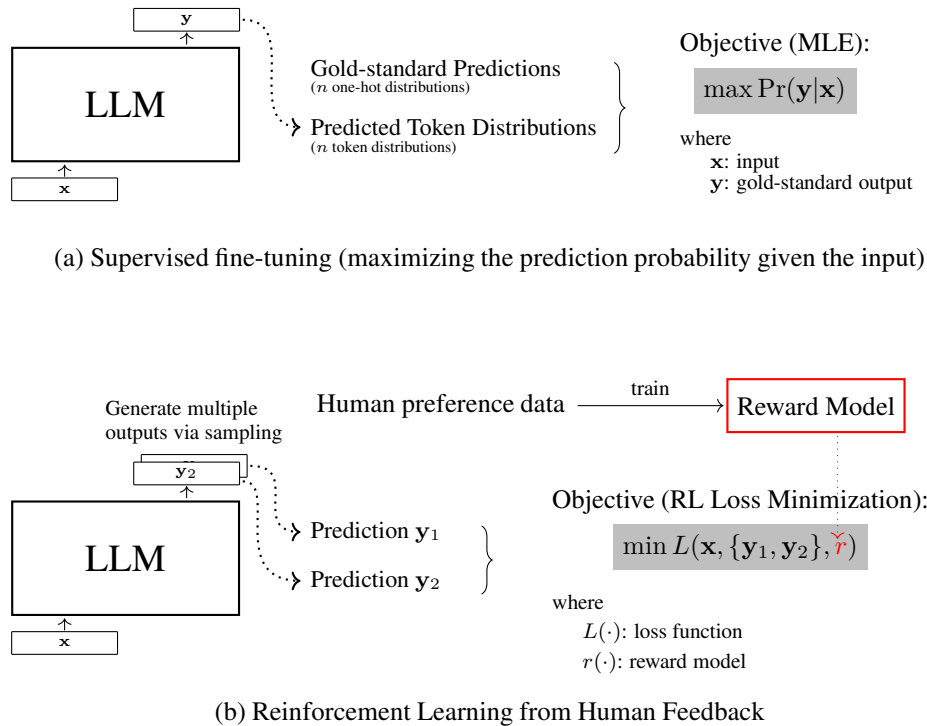 y
LLM
x
Gold-standard Predictions
(n one-hot distributions)
Predicted Token Distributions
(n token distributions)
Objective (MLE):
max Pr(y|x)
where
x: input
y: gold-standard output
(a) Supervised fine-tuning (maximizing the prediction probability given the input)
Human preference data
train
Reward Model
Generate multiple
outputs via sampling
y₂
LLM
x
Prediction y₁
Prediction y₂
Objective (RL Loss Minimization):
min L(x, {y₁, y₂}, r)
where
L(·): loss function
r(·): reward model
(b) Reinforcement Learning from Human Feedback